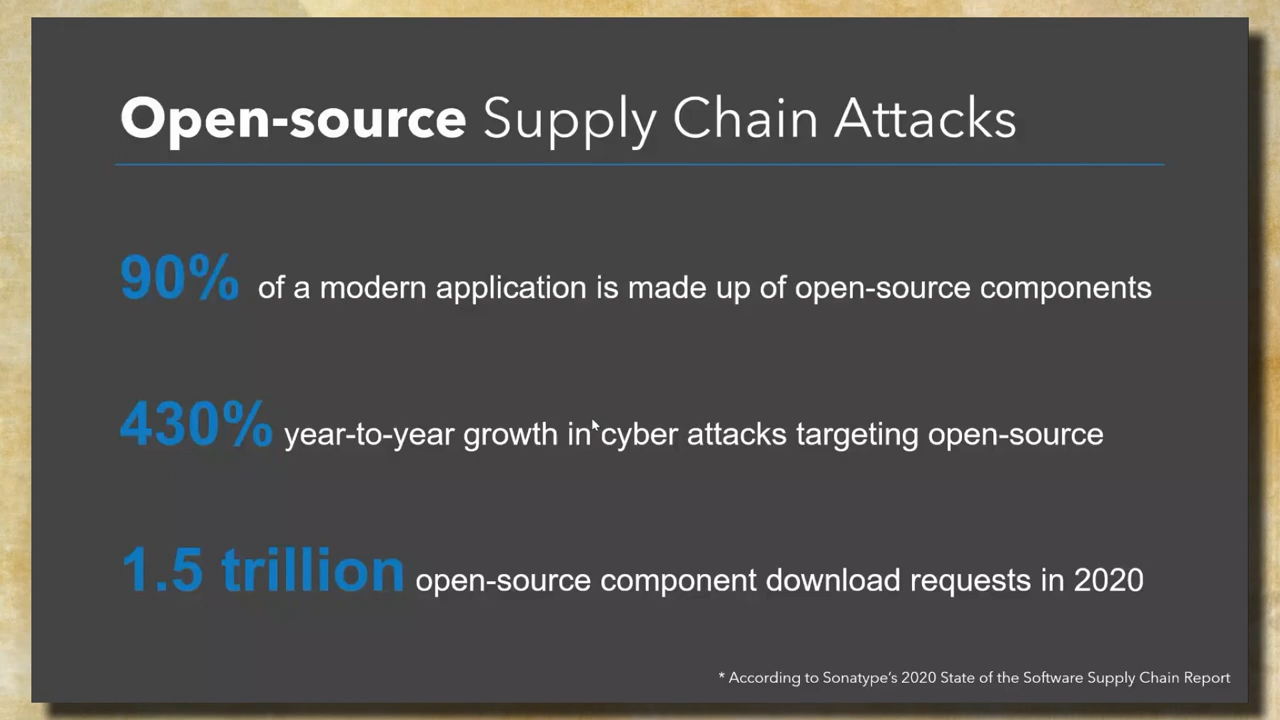 Open-source Supply Chain Attacks
90% of a modern application is made up of open-source components
430% year-to-year growth in cyber attacks targeting open-source
1.5 trillion open-source component download requests in 2020
* According to Sonatype's 2020 State of the Software Supply Chain Report